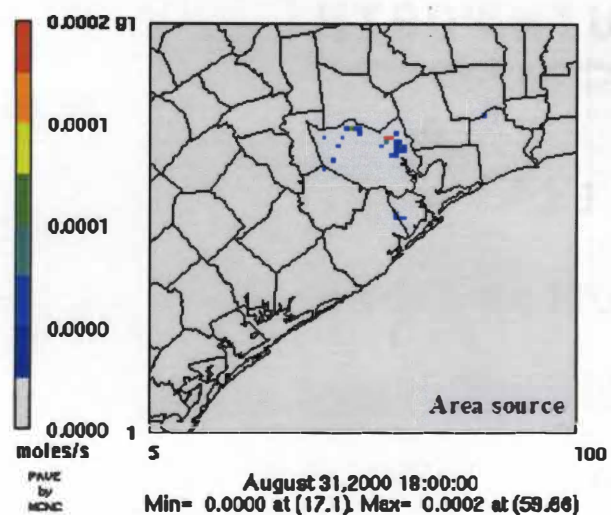 0.0002 91
0.0001
0.0001
0.0000
0.0000 1
moles/s
5 100
Area source
PAVE
by
MCNC
August 31,2000 18:00:00
Min= 0.0000 at (17.1), Max= 0.0002 at (59.66)